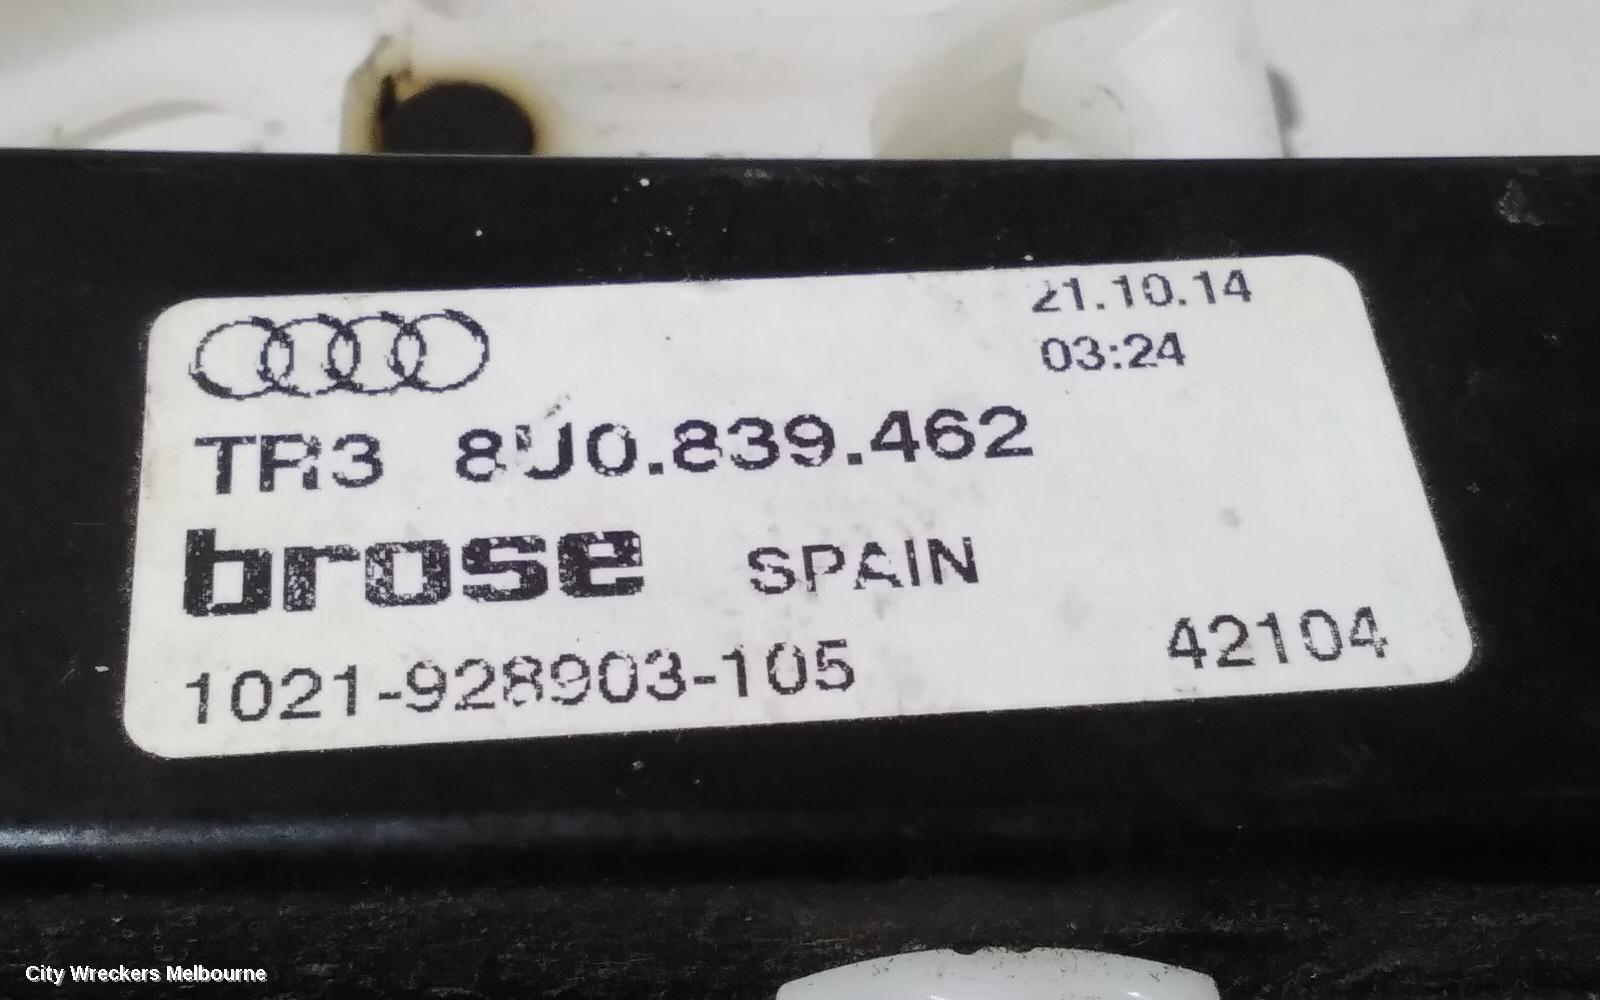 21.10.14
03:24
TR3 8U0.839.462
brose SPAIN
1021-928903-105 42104
City Wreckers Melbourne